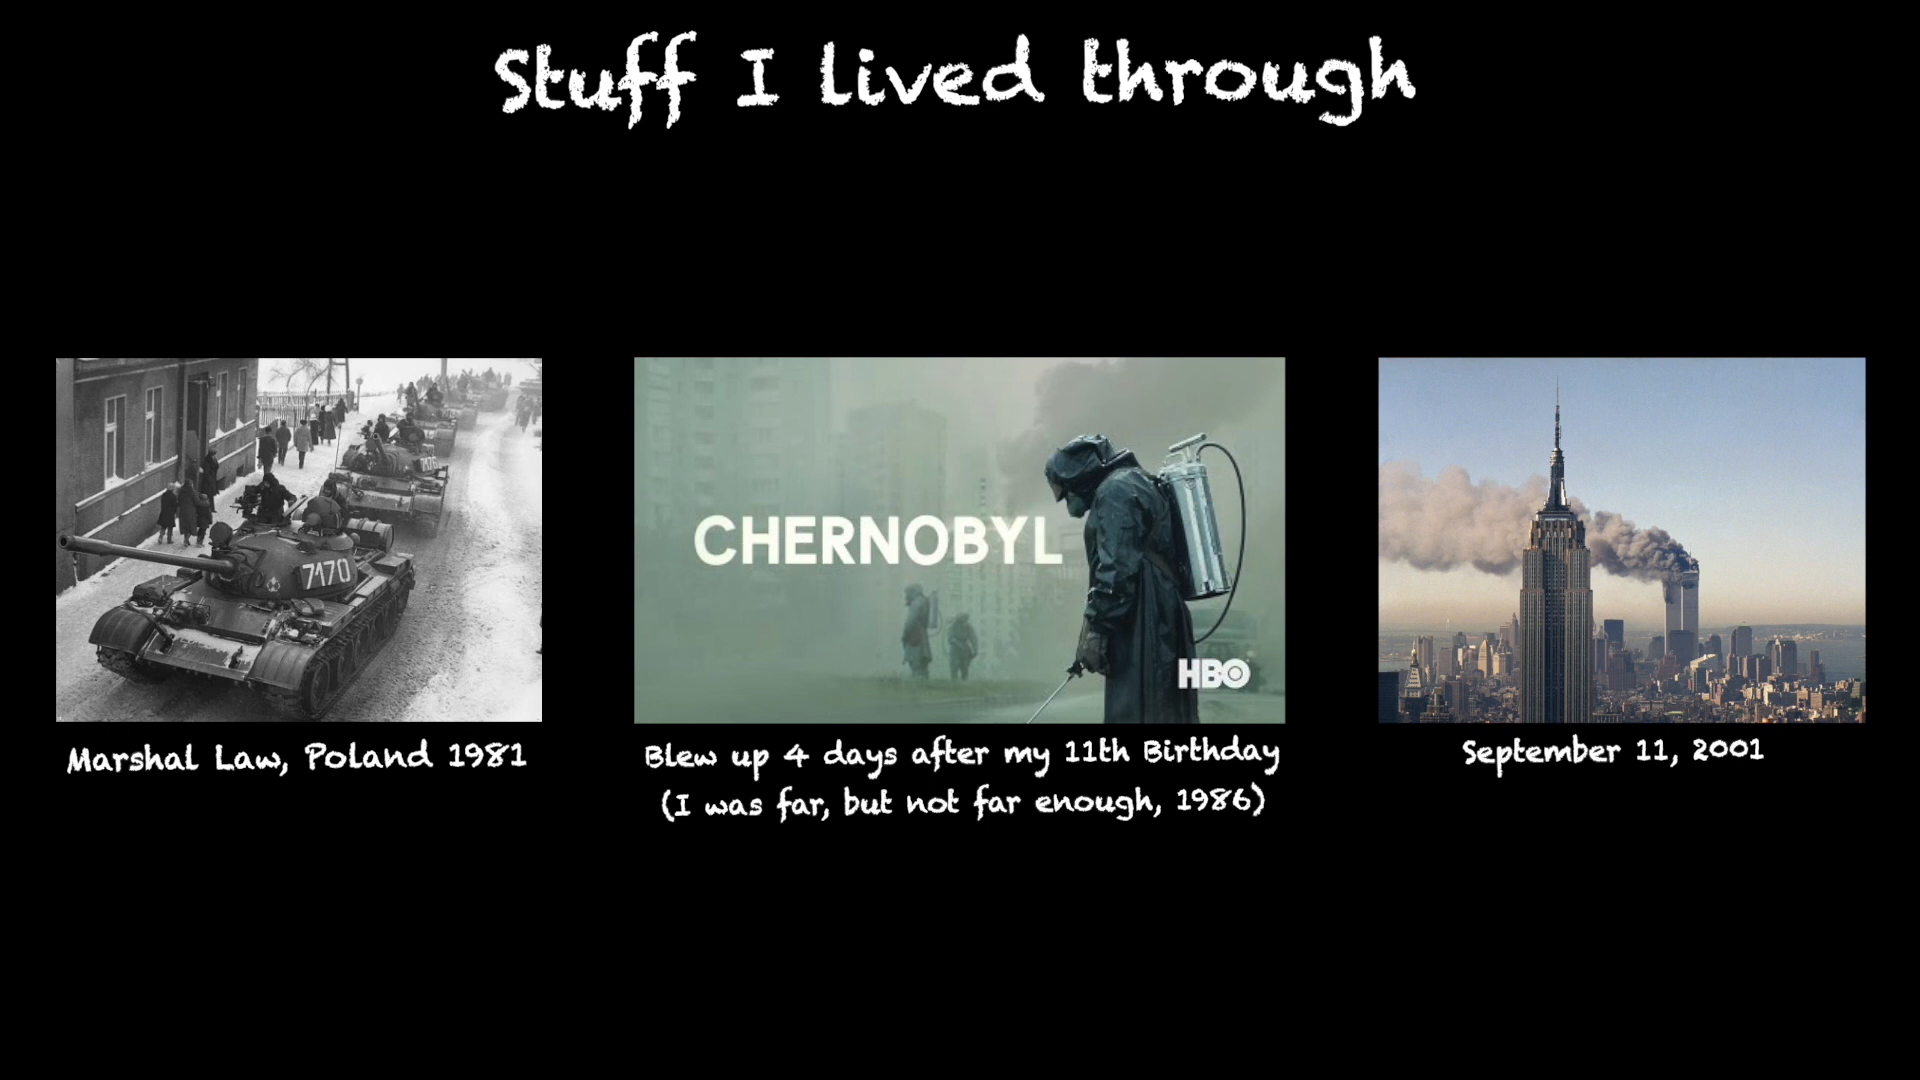 Stuff I lived through
7170
CHERNOBYL
HBO
Marshal Law, Poland 1981
Blew up 4 days after my 11th Birthday
(I was far, but not far enough, 1986)
September 11, 2001